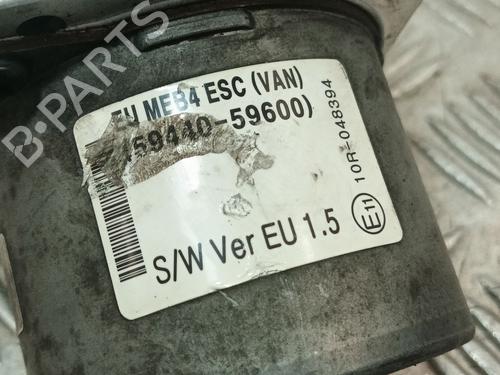 EU MEB4 ESC (VAN)
(59440-59600)
S/W Ver EU 1.5
E11
10R-048394
B-PARTS